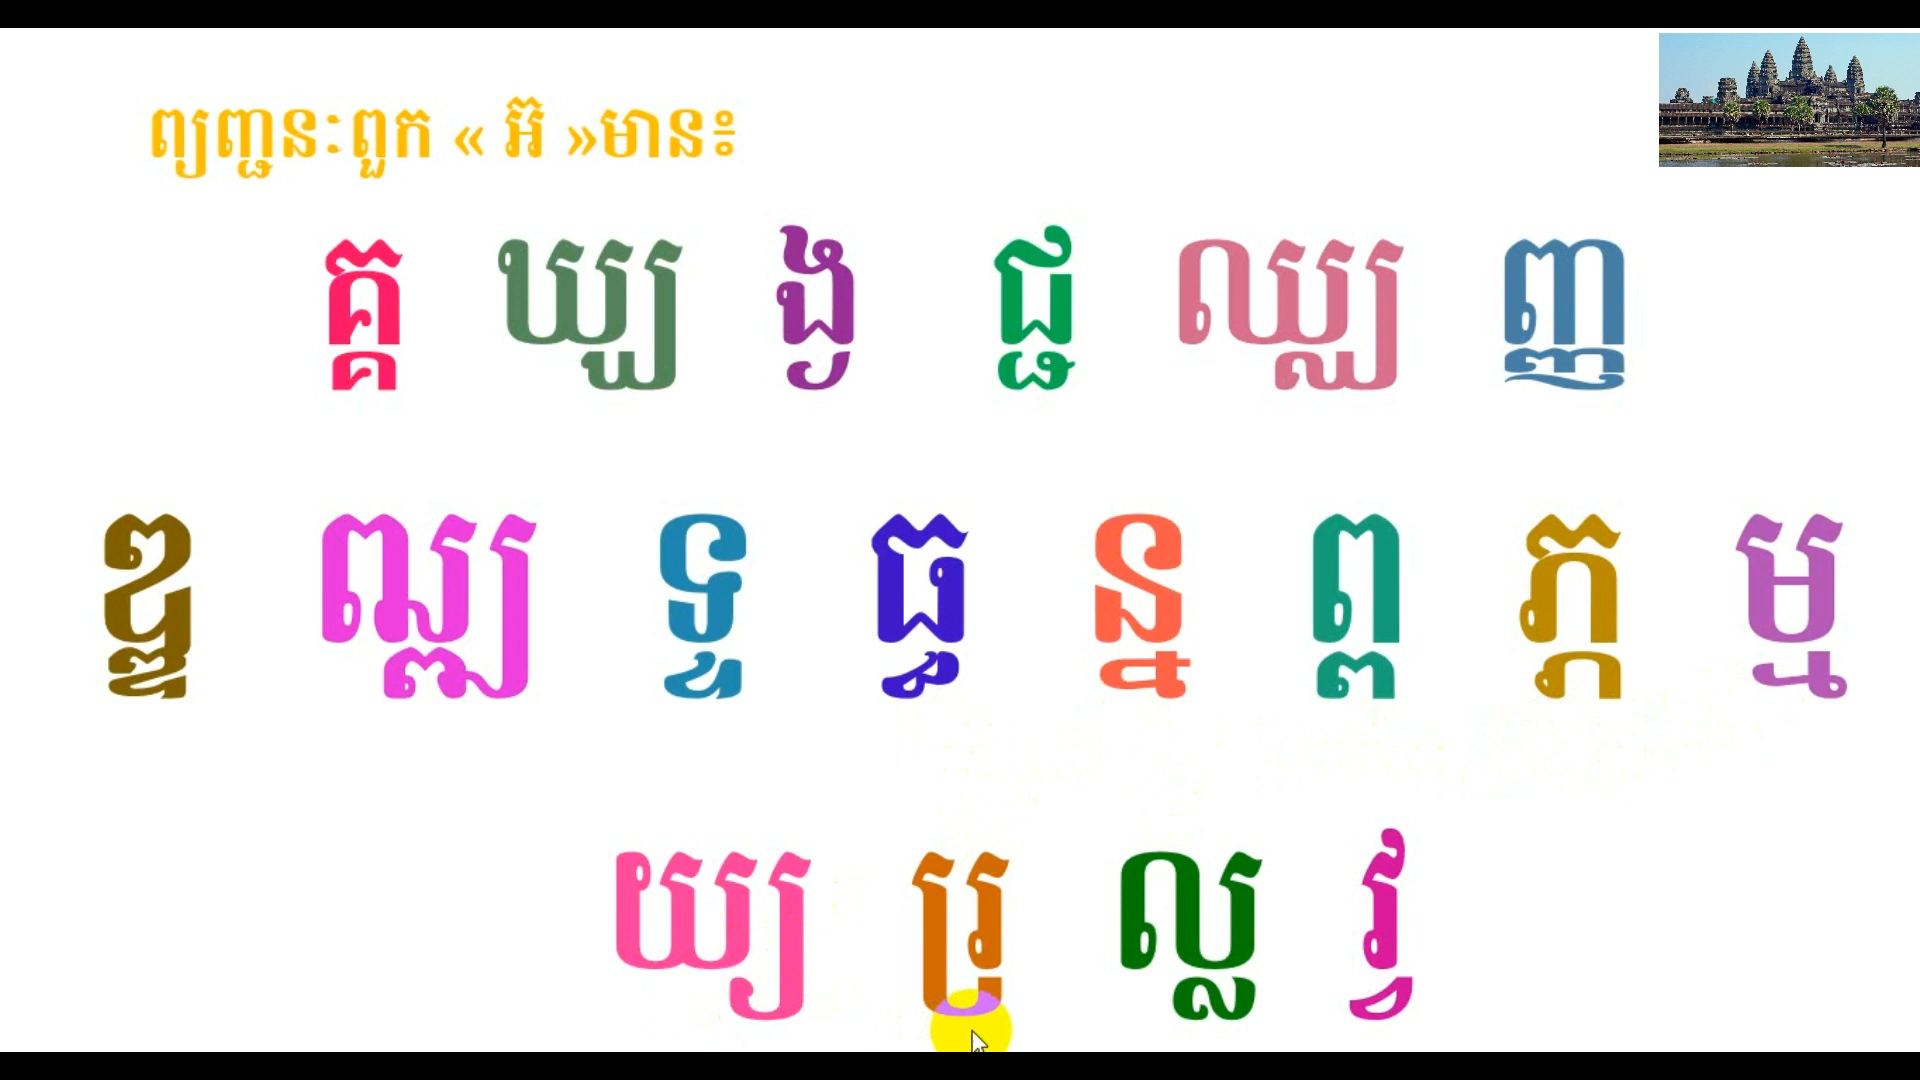 ព្យញ្ជនៈពួក « អ៊ »មាន៖
គ្គ ឃ្ឃ ង្ង ជ្ជ ឈ្ឈ ញ្ញ
ឌ្ឌ ឍ្ឍ ទ្ទ ធ្ធ ន្ន ព្ព ភ្ភ ម្ម
យ្យ រ្រ ល្ល វ្វ